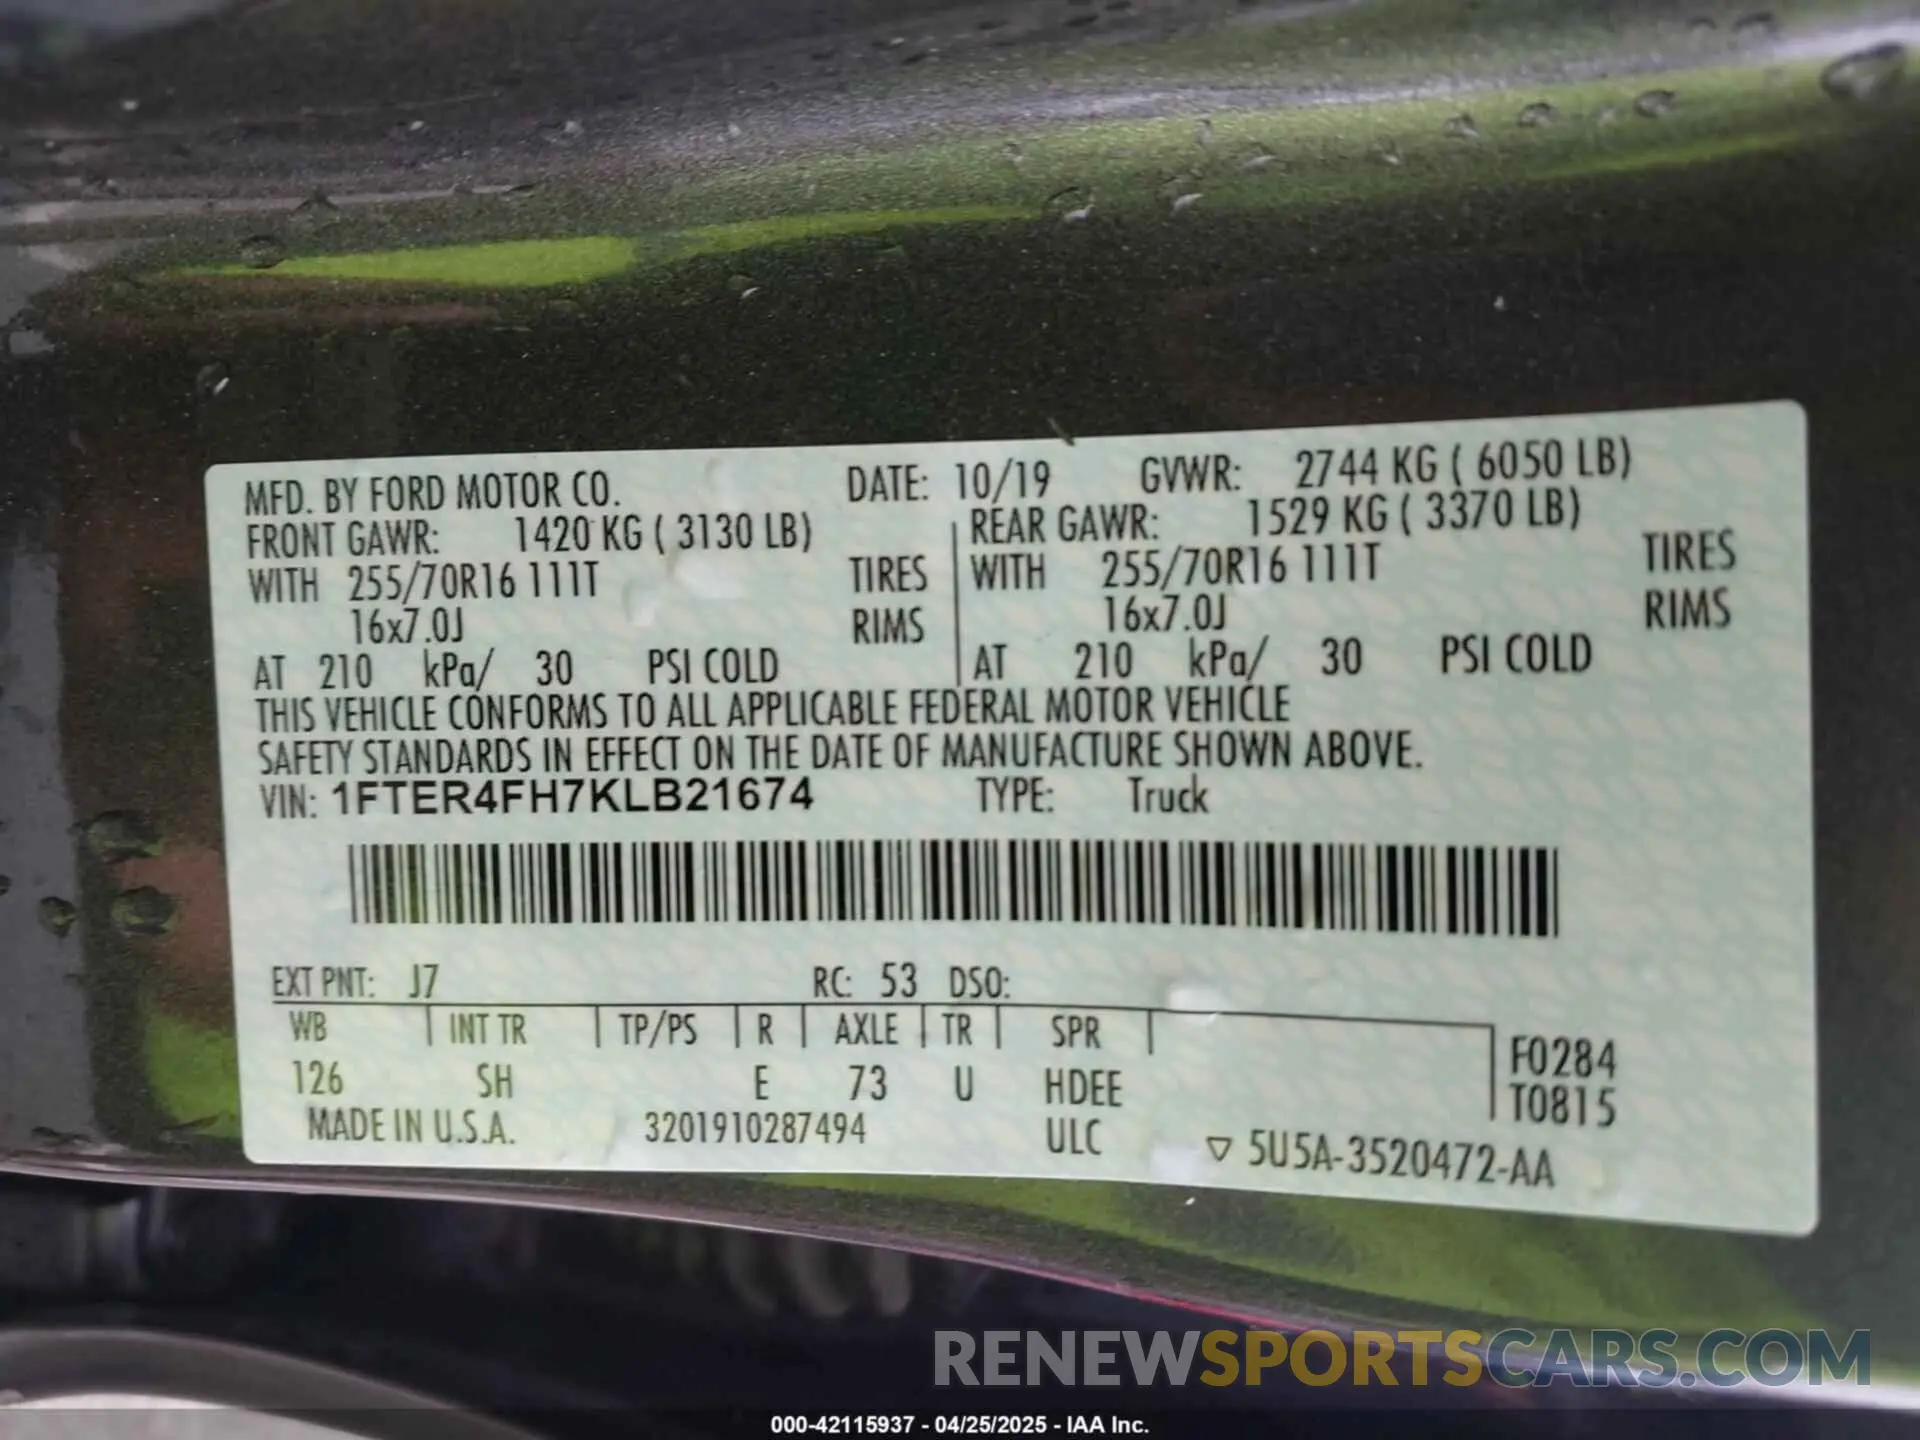 MFD. BY FORD MOTOR CO. DATE: 10/19 GVWR: 2744 KG ( 6050 LB)
FRONT GAWR: 1420 KG ( 3130 LB) REAR GAWR: 1529 KG ( 3370 LB)
WITH 255/70R16 111T TIRES WITH 255/70R16 111T TIRES
16x7.0J RIMS 16x7.0J RIMS
AT 210 kPa/ 30 PSI COLD AT 210 kPa/ 30 PSI COLD
THIS VEHICLE CONFORMS TO ALL APPLICABLE FEDERAL MOTOR VEHICLE
SAFETY STANDARDS IN EFFECT ON THE DATE OF MANUFACTURE SHOWN ABOVE.
VIN: 1FTER4FH7KLB21674 TYPE: Truck
EXT PNT: J7 RC: 53 DSO:
WB INT TR TP/PS R AXLE TR SPR
126 SH E 73 U HDEE
F0284
T0815
MADE IN U.S.A. 3201910287494 ULC ▽ 5U5A-3520472-AA
RENEWSPORTSCARS.COM
000-42115937 - 04/25/2025 - IAA Inc.